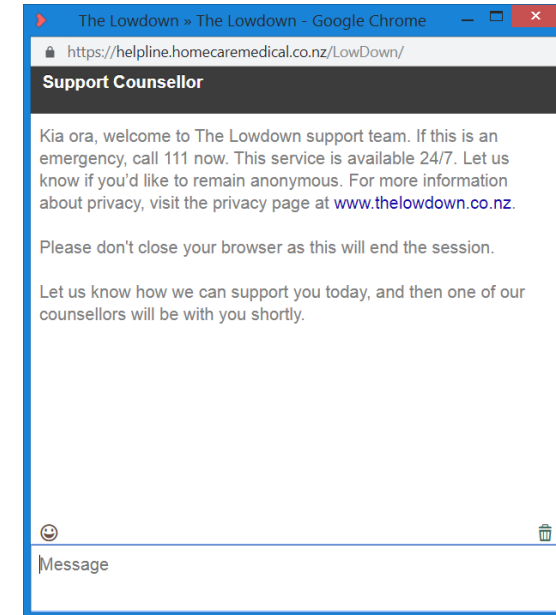 The Lowdown » The Lowdown - Google Chrome
https://helpline.homecaremedical.co.nz/LowDown/
Support Counsellor
Kia ora, welcome to The Lowdown support team. If this is an
emergency, call 111 now. This service is available 24/7. Let us
know if you'd like to remain anonymous. For more information
about privacy, visit the privacy page at www.thelowdown.co.nz.
Please don't close your browser as this will end the session.
Let us know how we can support you today, and then one of our
counsellors will be with you shortly.
Message